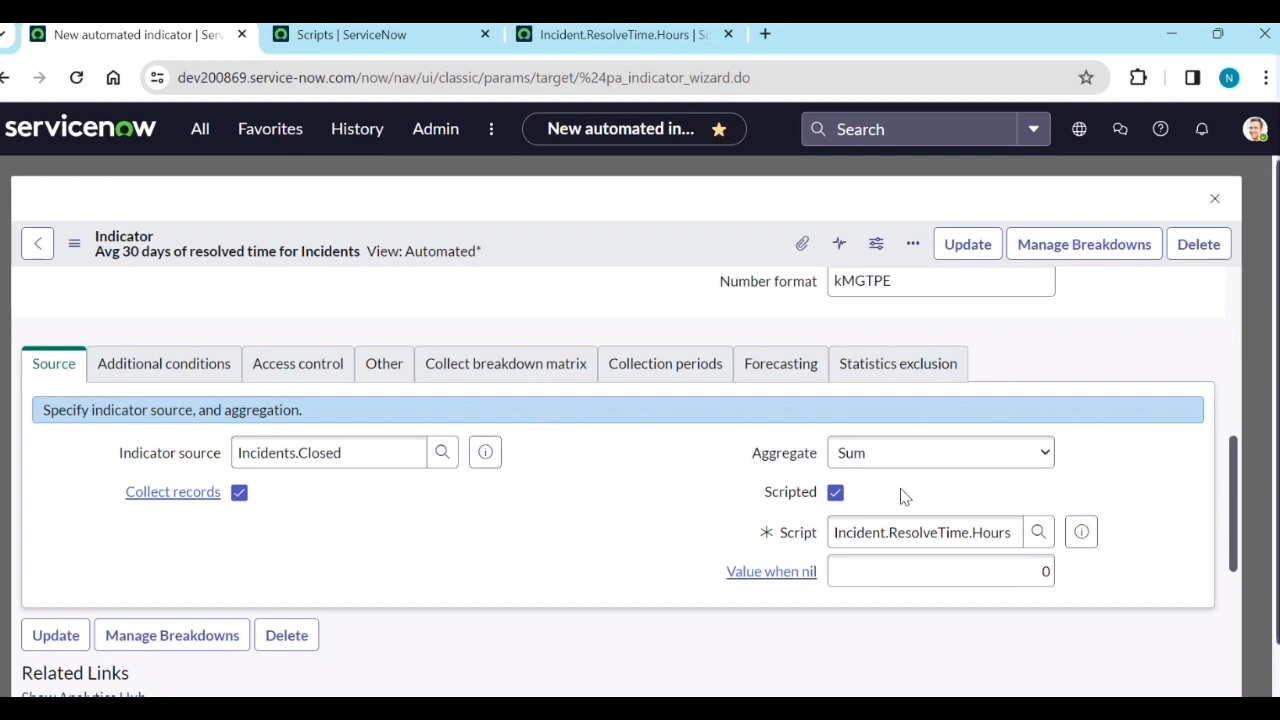 New automated indicator | Serv
Scripts | ServiceNow
Incident.ResolveTime.Hours | Sc
dev200869.service-now.com/now/nav/ui/classic/params/target/%24pa_indicator_wizard.do
N
servicenow
All
Favorites
History
Admin
New automated in...
Search
Indicator
Avg 30 days of resolved time for Incidents View: Automated*
Update
Manage Breakdowns
Delete
Number format
kMGTPE
Source
Additional conditions
Access control
Other
Collect breakdown matrix
Collection periods
Forecasting
Statistics exclusion
Specify indicator source, and aggregation.
Indicator source
Incidents.Closed
Aggregate
Sum
Collect records
Scripted
Script
Incident.ResolveTime.Hours
Value when nil
0
Update
Manage Breakdowns
Delete
Related Links
Show Analytics Hub